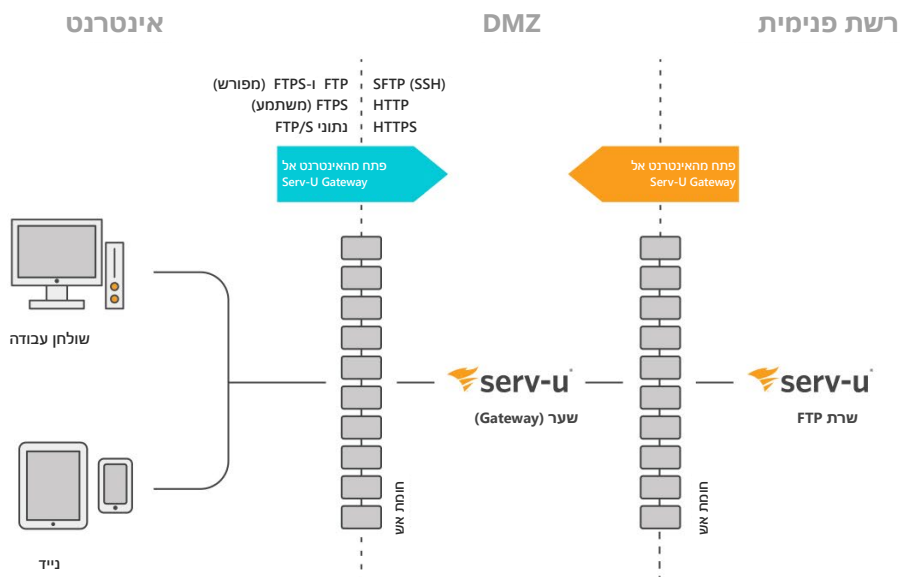 אינטרנט
DMZ
רשת פנימית
FTP ו-FTPS (מפורש)
FTPS (משתמע)
נתוני FTP/S
SFTP (SSH)
HTTP
HTTPS
פתח מהאינטרנט אל
Serv-U Gateway
פתח מהאינטרנט אל
Serv-U Gateway
שולחן עבודה
serv-u
שער (Gateway)
serv-u
שרת FTP
חומת אש
חומת אש
נייד